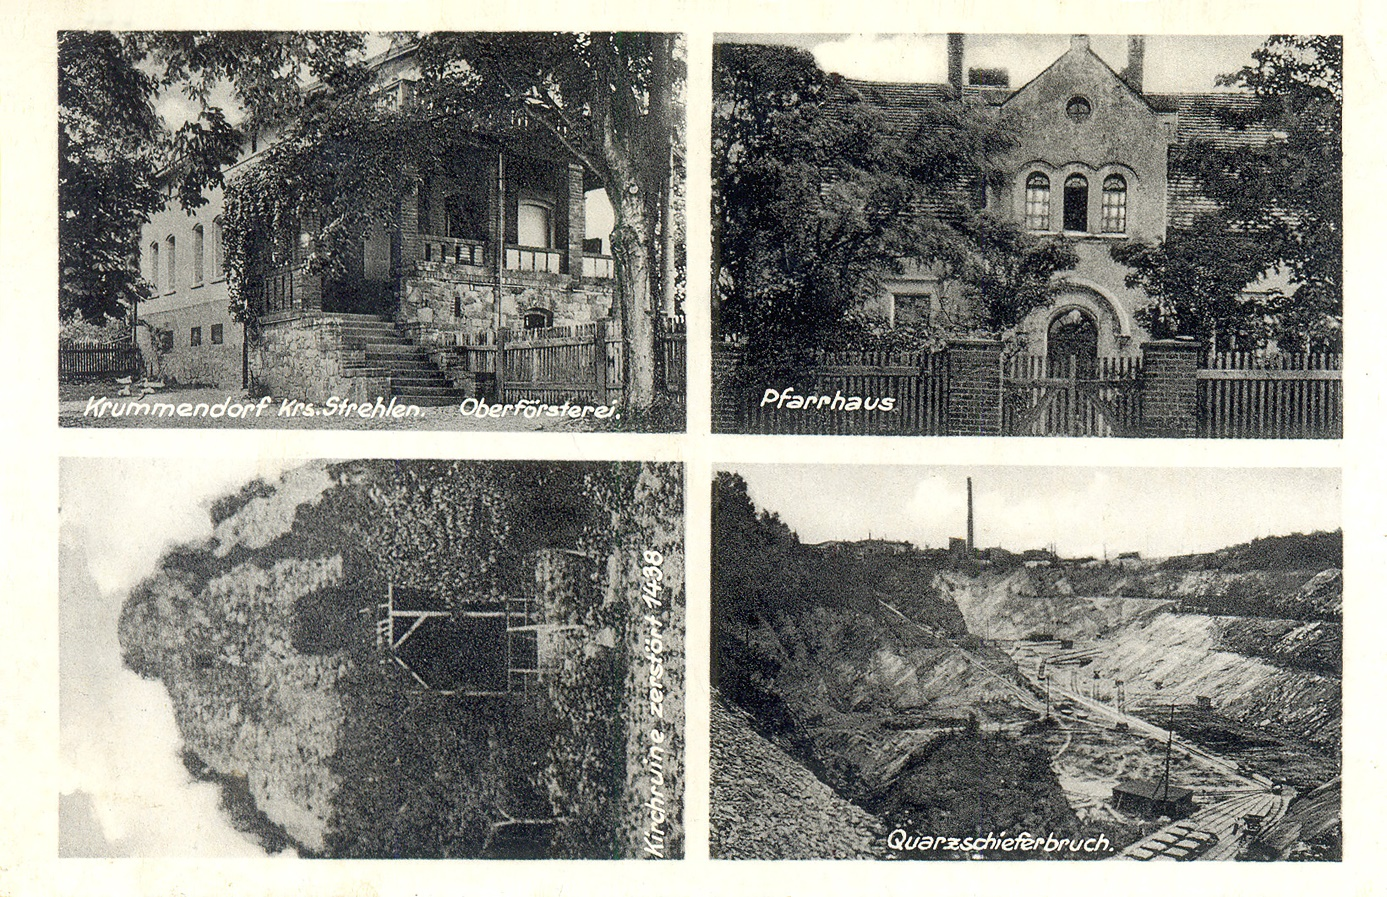 Krummendorf Krs. Strehlen. Oberförsterei.
Pfarrhaus
Kirchruine zerstört 1438
Quarzschieferbruch.